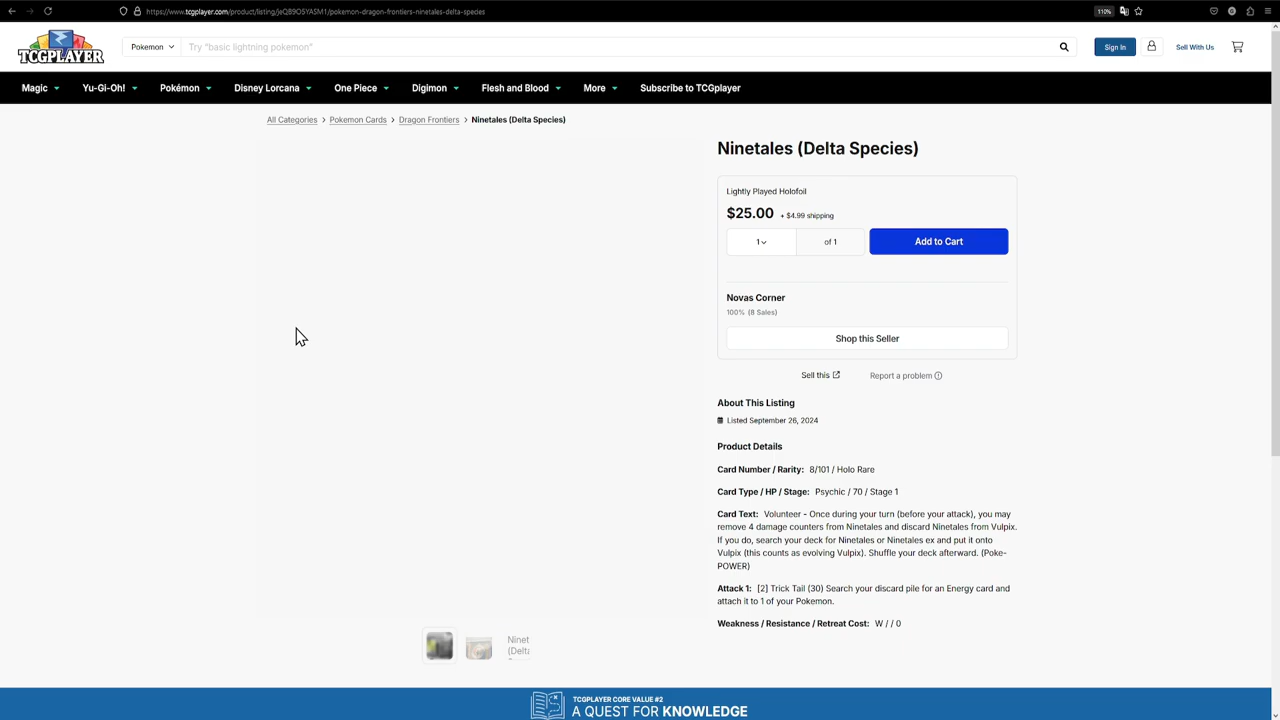 https://www.tcgplayer.com/product/listing/jeQB9O5YASM1/pokemon-dragon-frontiers-ninetales-delta-species
110%
TCGPLAYER
Pokemon
Try "basic lightning pokemon"
Sign In
Sell With Us
Magic
Yu-Gi-Oh!
Pokémon
Disney Lorcana
One Piece
Digimon
Flesh and Blood
More
Subscribe to TCGplayer
All Categories > Pokemon Cards > Dragon Frontiers > Ninetales (Delta Species)
Ninetales (Delta Species)
Lightly Played Holofoil
$25.00 + $4.99 shipping
1
of 1
Add to Cart
Novas Corner
100% (8 Sales)
Shop this Seller
Sell this
Report a problem
About This Listing
Listed September 26, 2024
Product Details
Card Number / Rarity: 8/101 / Holo Rare
Card Type / HP / Stage: Psychic / 70 / Stage 1
Card Text: Volunteer - Once during your turn (before your attack), you may
remove 4 damage counters from Ninetales and discard Ninetales from Vulpix.
If you do, search your deck for Ninetales or Ninetales ex and put it onto
Vulpix (this counts as evolving Vulpix). Shuffle your deck afterward. (Poke-
POWER)
Attack 1: [2] Trick Tail (30) Search your discard pile for an Energy card and
attach it to 1 of your Pokemon.
Weakness / Resistance / Retreat Cost: W / / 0
Ninet
(Delta
TCGPLAYER CORE VALUE #2
A QUEST FOR KNOWLEDGE